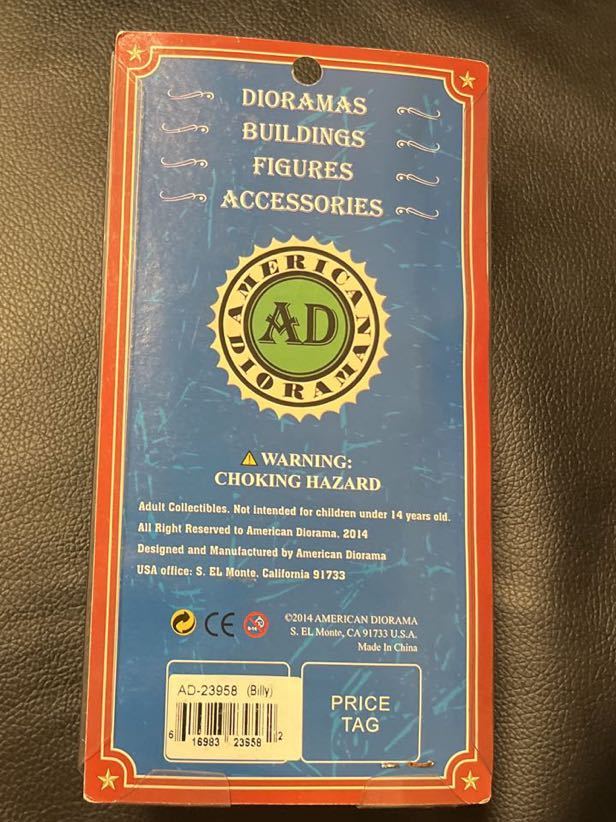 DIORAMAS
BUILDINGS
FIGURES
ACCESSORIES
AMERICAN
AD
DIORAMA
WARNING:
CHOKING HAZARD
Adult Collectibles. Not intended for children under 14 years old.
All Right Reserved to American Diorama, 2014
Designed and Manufactured by American Diorama
USA office: S. EL Monte, California 91733
CE
©2014 AMERICAN DIORAMA
S. EL Monte, CA 91733 U.S.A.
Made In China
AD-23958 (Billy)
6 16983 23958 2
PRICE
TAG